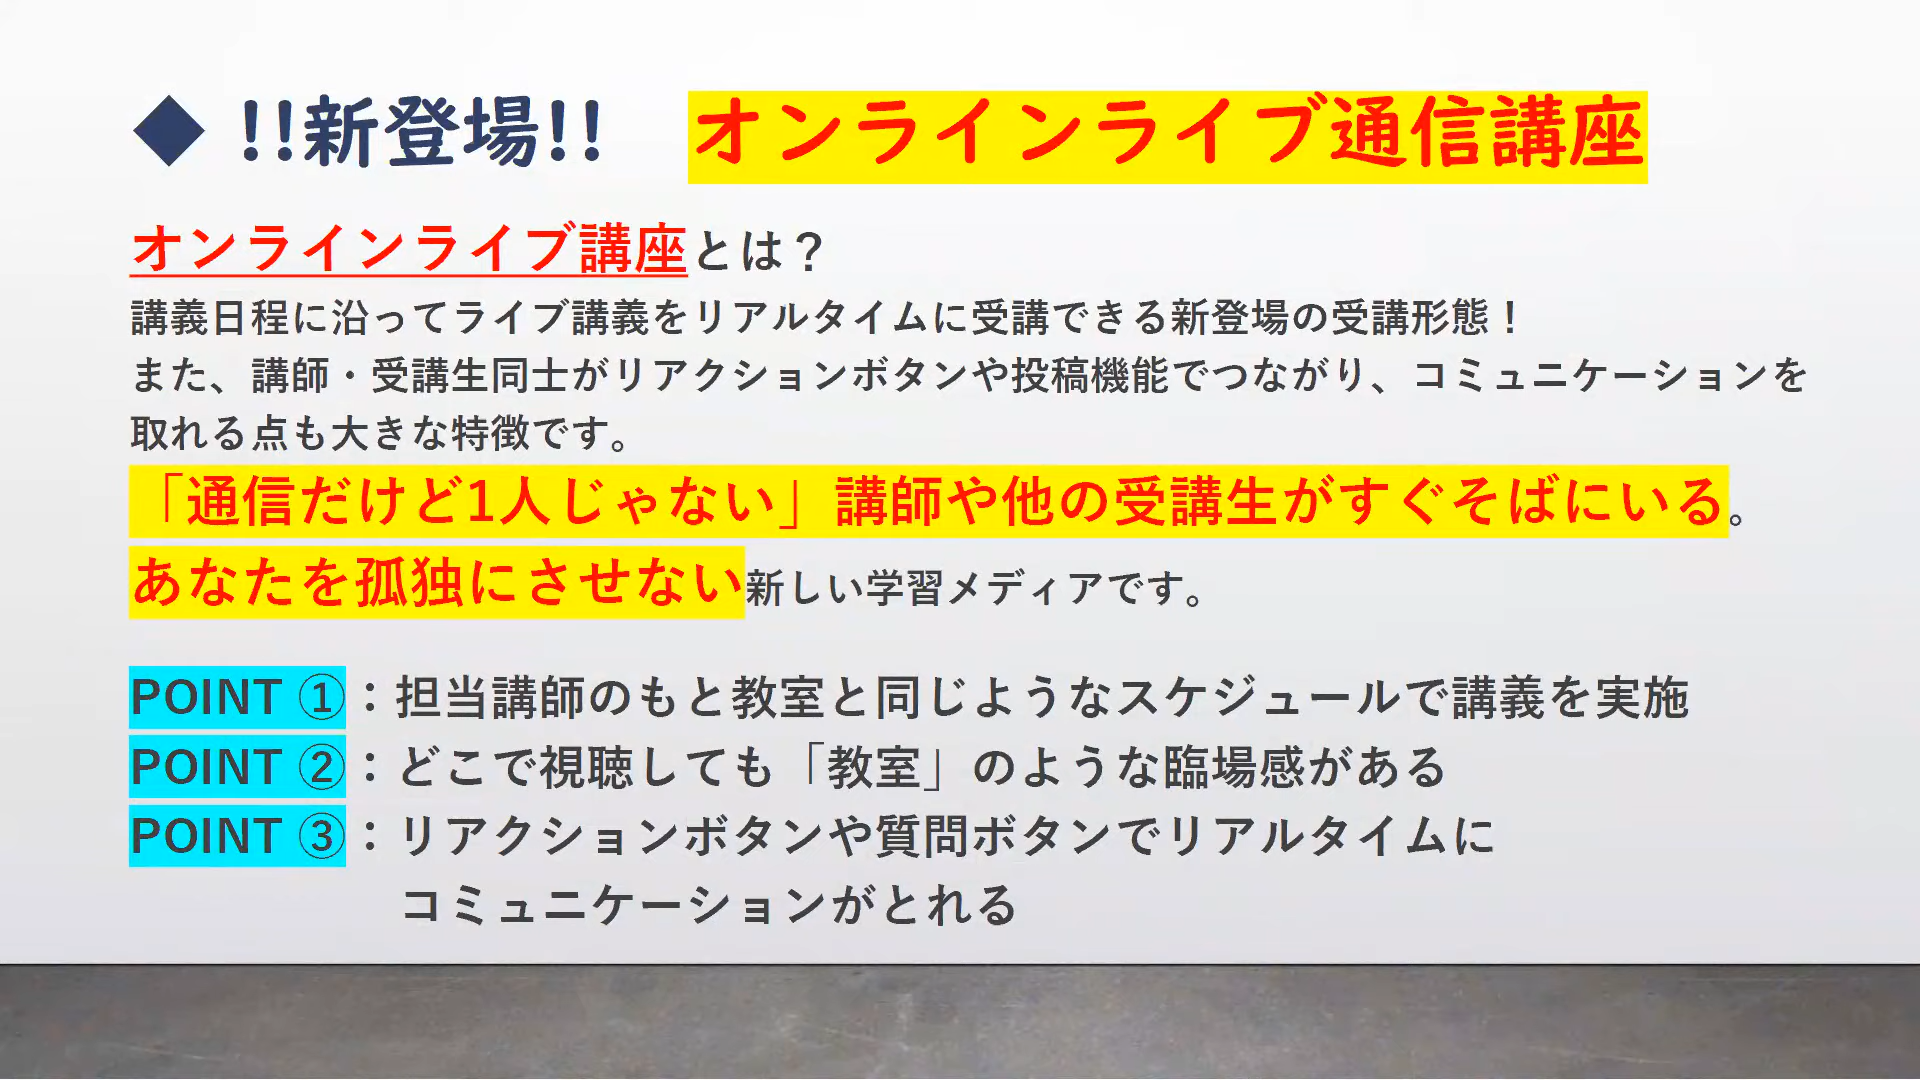 ◆ !!新登場!! オンラインライブ通信講座
オンラインライブ講座とは？
講義日程に沿ってライブ講義をリアルタイムに受講できる新登場の受講形態！
また、講師・受講生同士がリアクションボタンや投稿機能でつながり、コミュニケーションを
取れる点も大きな特徴です。
「通信だけど1人じゃない」講師や他の受講生がすぐそばにいる。
あなたを孤独にさせない新しい学習メディアです。
POINT ①：担当講師のもと教室と同じようなスケジュールで講義を実施
POINT ②：どこで視聴しても「教室」のような臨場感がある
POINT ③：リアクションボタンや質問ボタンでリアルタイムに
コミュニケーションがとれる